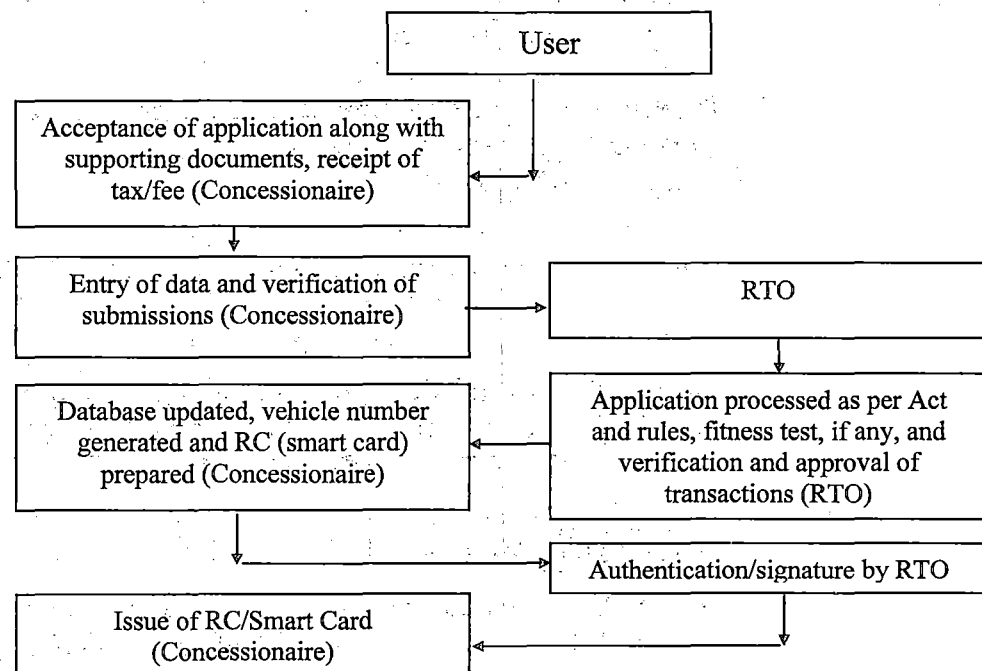 User
Acceptance of application along with
supporting documents, receipt of
tax/fee (Concessionaire)
Entry of data and verification of
submissions (Concessionaire)
RTO
Application processed as per Act
and rules, fitness test, if any, and
verification and approval of
transactions (RTO)
Database updated, vehicle number
generated and RC (smart card)
prepared (Concessionaire)
Authentication/signature by RTO
Issue of RC/Smart Card
(Concessionaire)